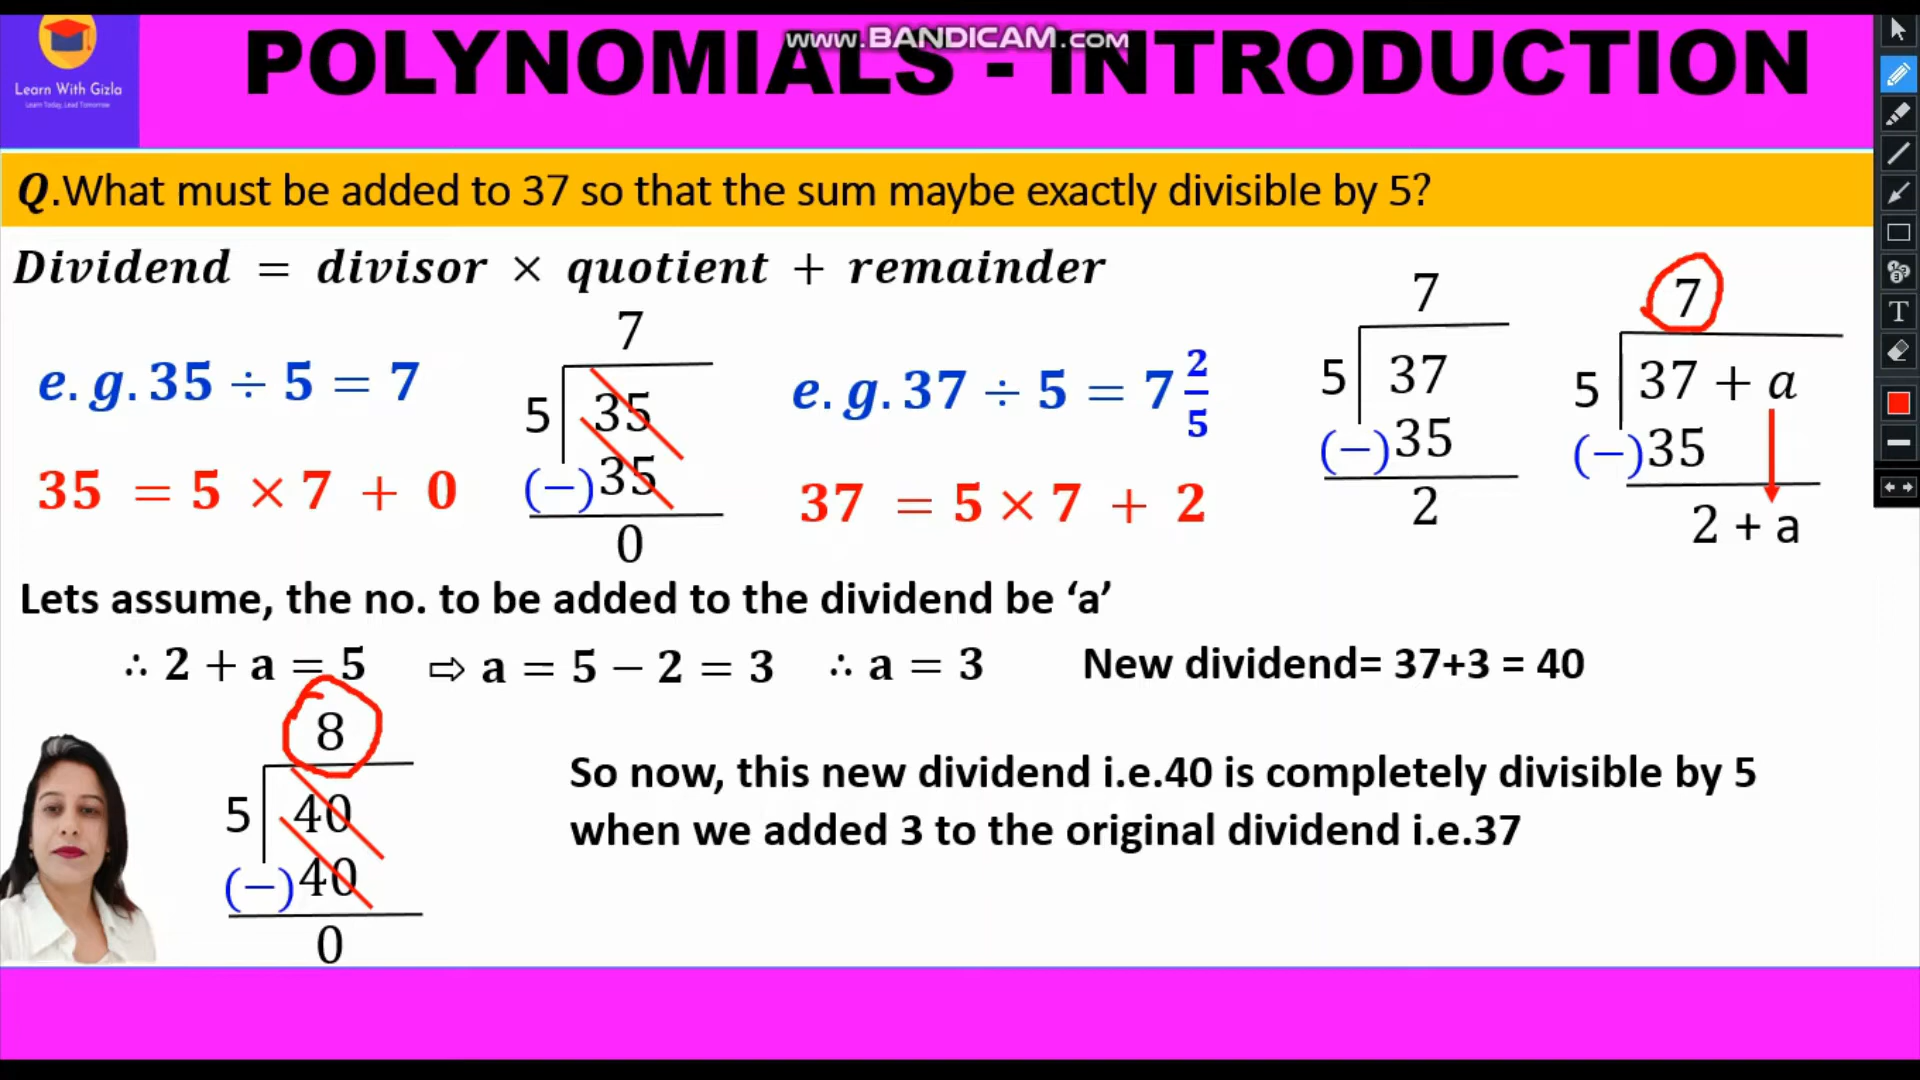 www.BANDICAM.com
Learn With Gizla
Learn Today, Lead Tomorrow
POLYNOMIALS - INTRODUCTION
Q.What must be added to 37 so that the sum maybe exactly divisible by 5?
Dividend = divisor × quotient + remainder
e.g. 35 ÷ 5 = 7
35 = 5 × 7 + 0
7
5 35
(−)35
0
e.g. 37 ÷ 5 = 7 2/5
37 = 5 × 7 + 2
7
5 37
(−)35
2
7
5 37 + a
(−)35
2 + a
Lets assume, the no. to be added to the dividend be ‘a’
∴ 2 + a = 5 ⇨ a = 5 − 2 = 3 ∴ a = 3 New dividend= 37+3 = 40
8
5 40
(−)40
0
So now, this new dividend i.e.40 is completely divisible by 5
when we added 3 to the original dividend i.e.37
T